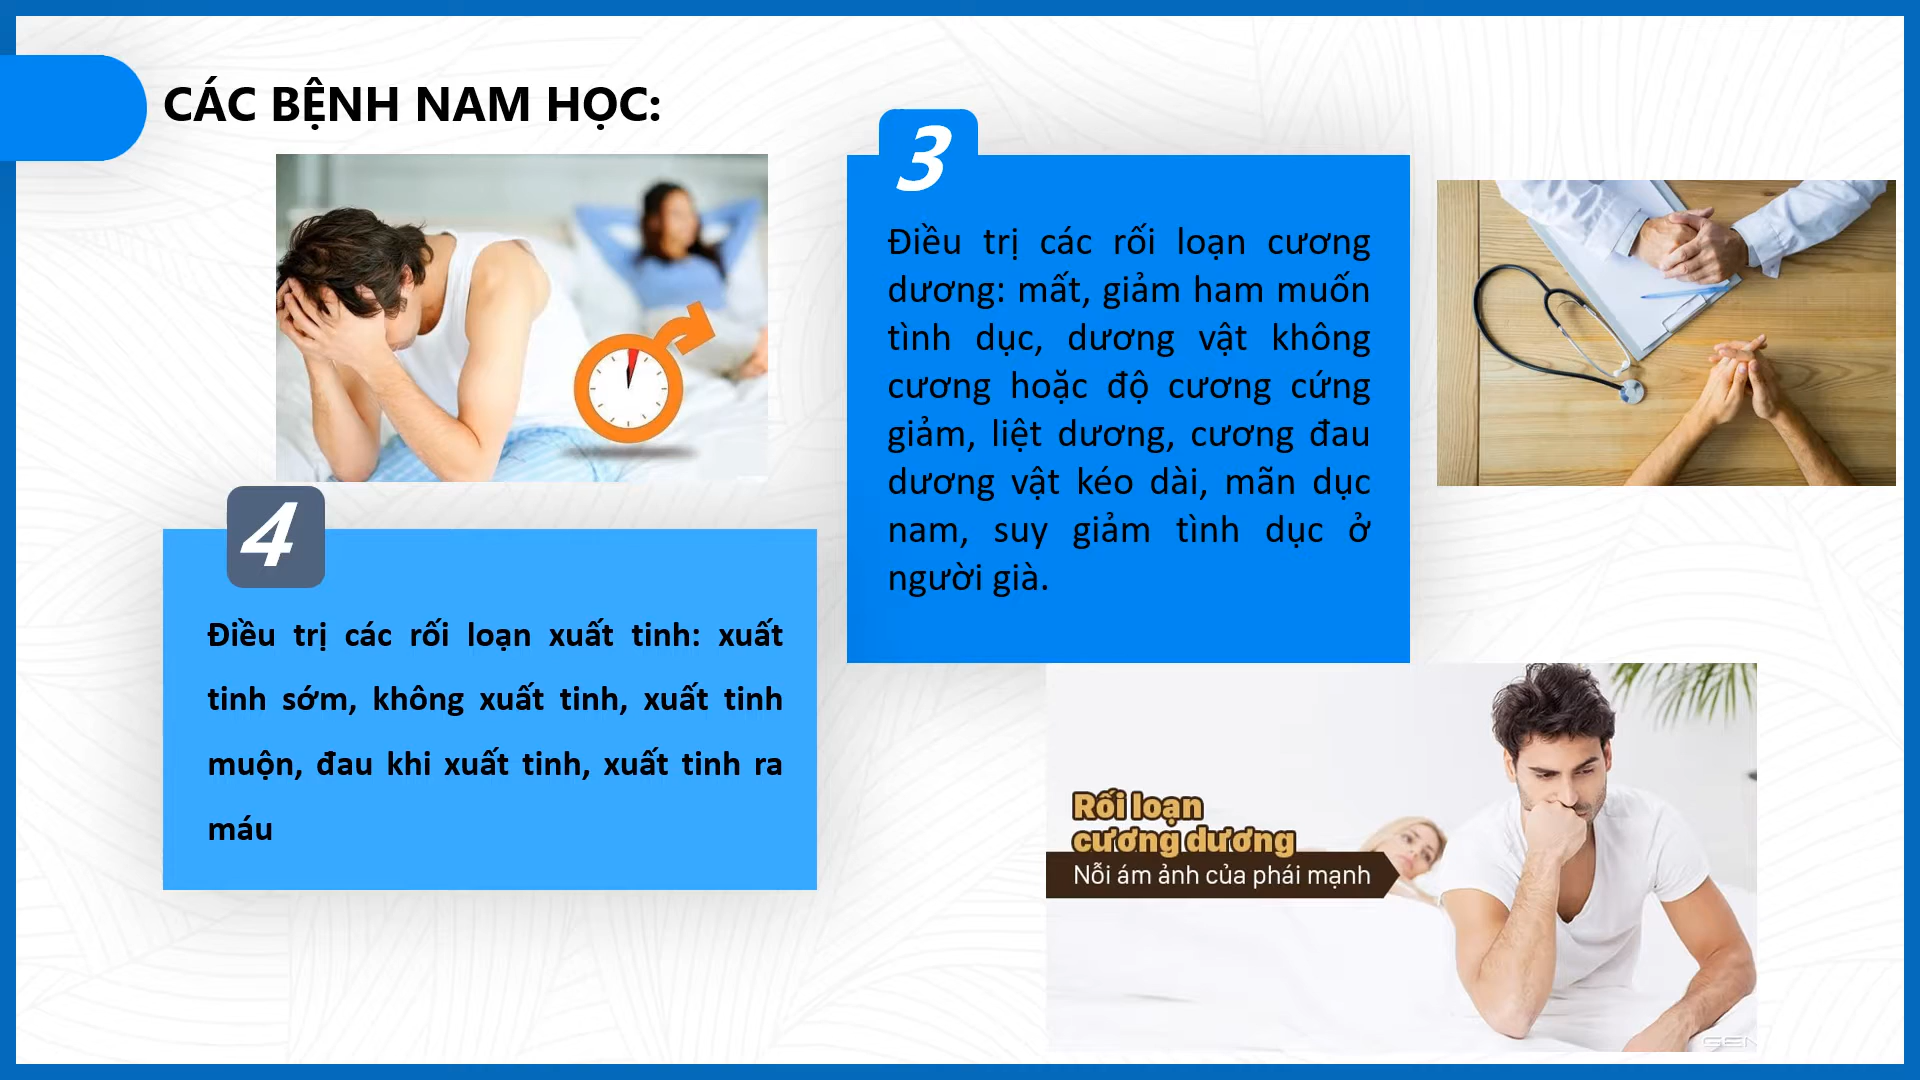 CÁC BỆNH NAM HỌC:
3
Điều trị các rối loạn cương
dương: mất, giảm ham muốn
tình dục, dương vật không
cương hoặc độ cương cứng
giảm, liệt dương, cương đau
dương vật kéo dài, mãn dục
nam, suy giảm tình dục ở
người già.
4
Điều trị các rối loạn xuất tinh: xuất
tinh sớm, không xuất tinh, xuất tinh
muộn, đau khi xuất tinh, xuất tinh ra
máu
Rối loạn
cương dương
Nỗi ám ảnh của phái mạnh